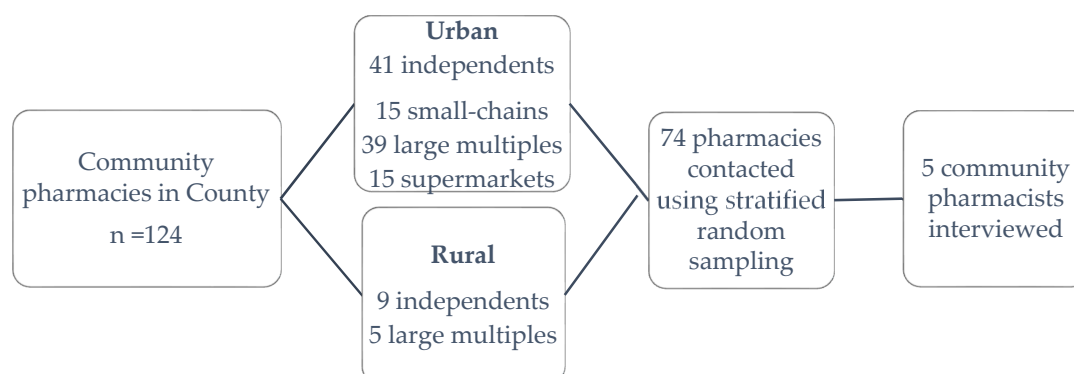 Community
pharmacies in County
n =124
Urban
41 independents
15 small-chains
39 large multiples
15 supermarkets
Rural
9 independents
5 large multiples
74 pharmacies
contacted
using stratified
random
sampling
5 community
pharmacists
interviewed